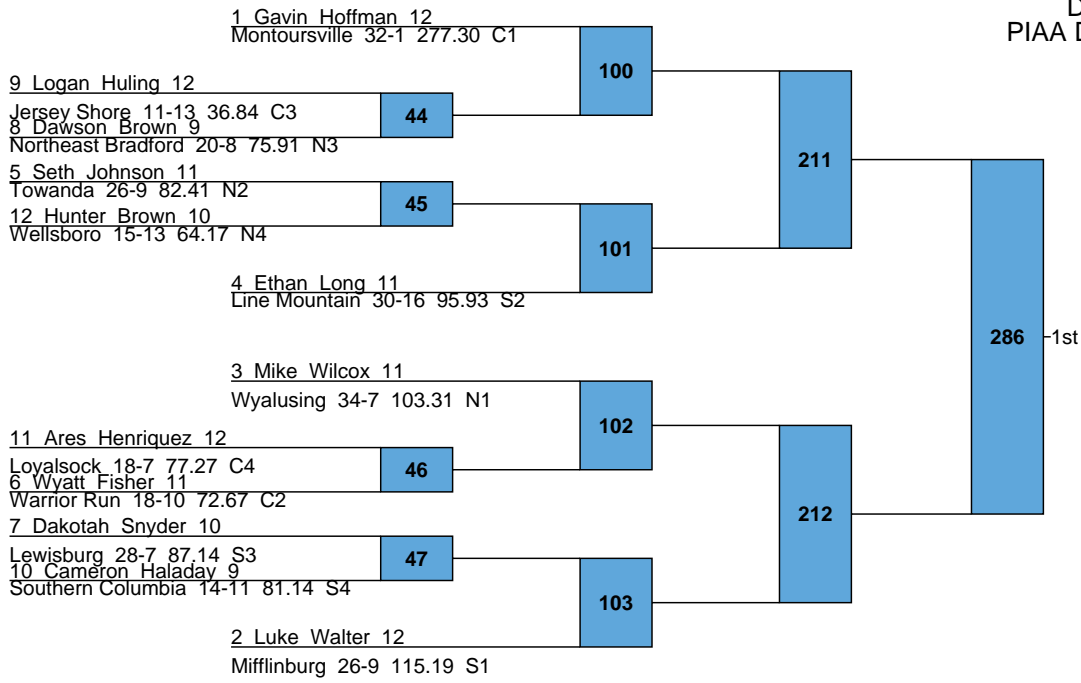 D
PIAA D
1 Gavin Hoffman 12
Montoursville 32-1 277.30 C1
100
9 Logan Huling 12
Jersey Shore 11-13 36.84 C3
44
8 Dawson Brown 9
Northeast Bradford 20-8 75.91 N3
211
5 Seth Johnson 11
Towanda 26-9 82.41 N2
45
12 Hunter Brown 10
Wellsboro 15-13 64.17 N4
101
4 Ethan Long 11
Line Mountain 30-16 95.93 S2
286
1st
3 Mike Wilcox 11
Wyalusing 34-7 103.31 N1
102
11 Ares Henriquez 12
Loyalsock 18-7 77.27 C4
46
6 Wyatt Fisher 11
Warrior Run 18-10 72.67 C2
212
7 Dakotah Snyder 10
Lewisburg 28-7 87.14 S3
47
10 Cameron Haladay 9
Southern Columbia 14-11 81.14 S4
103
2 Luke Walter 12
Mifflinburg 26-9 115.19 S1